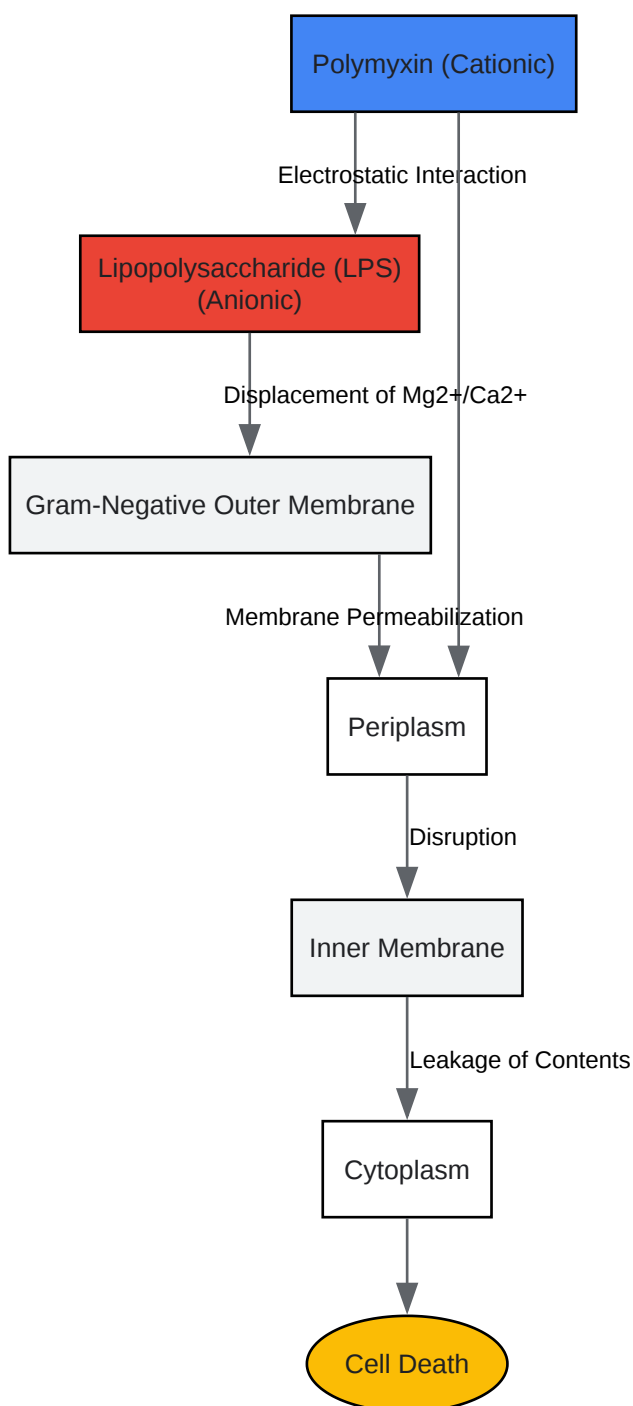 Polymyxin (Cationic)
Electrostatic Interaction
Lipopolysaccharide (LPS)
(Anionic)
Displacement of Mg2+/Ca2+
Gram-Negative Outer Membrane
Membrane Permeabilization
Periplasm
Disruption
Inner Membrane
Leakage of Contents
Cytoplasm
Cell Death